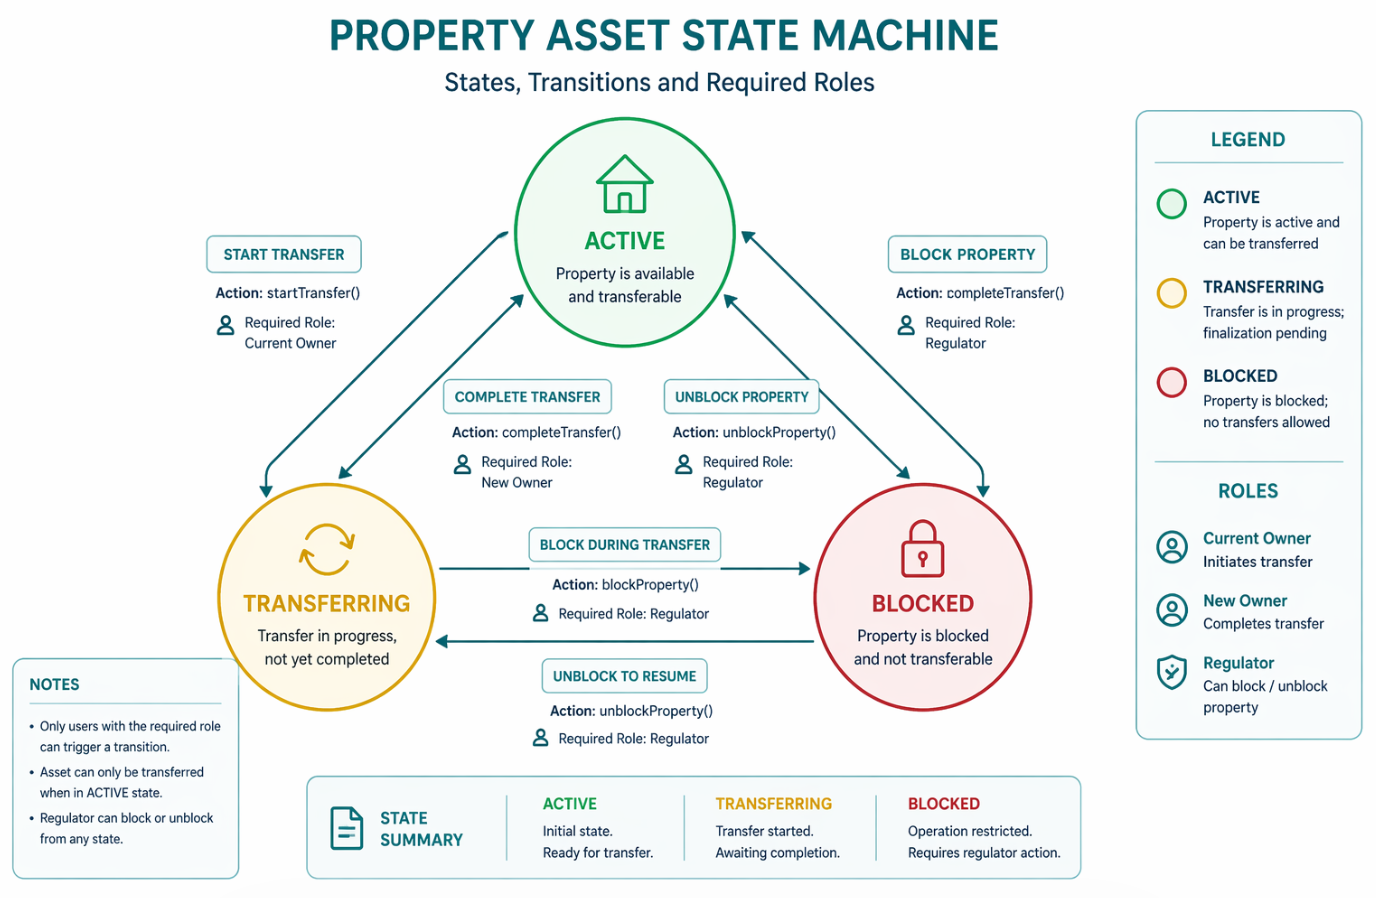 PROPERTY ASSET STATE MACHINE
States, Transitions and Required Roles
ACTIVE
Property is available
and transferable
START TRANSFER
Action: startTransfer()
Required Role:
Current Owner
BLOCK PROPERTY
Action: completeTransfer()
Required Role:
Regulator
COMPLETE TRANSFER
Action: completeTransfer()
Required Role:
New Owner
UNBLOCK PROPERTY
Action: unblockProperty()
Required Role:
Regulator
TRANSFERRING
Transfer in progress,
not yet completed
BLOCK DURING TRANSFER
Action: blockProperty()
Required Role: Regulator
UNBLOCK TO RESUME
Action: unblockProperty()
Required Role: Regulator
BLOCKED
Property is blocked
and not transferable
LEGEND
ACTIVE
Property is active and
can be transferred
TRANSFERRING
Transfer is in progress;
finalization pending
BLOCKED
Property is blocked;
no transfers allowed
ROLES
Current Owner
Initiates transfer
New Owner
Completes transfer
Regulator
Can block / unblock
property
NOTES
• Only users with the required role
can trigger a transition.
• Asset can only be transferred
when in ACTIVE state.
• Regulator can block or unblock
from any state.
STATE
SUMMARY
ACTIVE
Initial state.
Ready for transfer.
TRANSFERRING
Transfer started.
Awaiting completion.
BLOCKED
Operation restricted.
Requires regulator action.